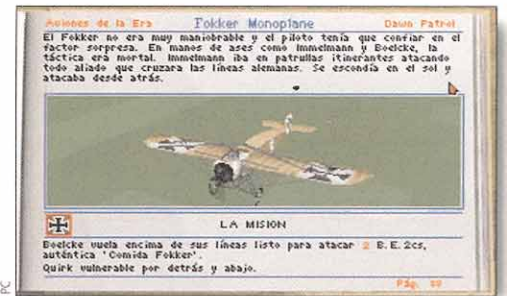 Aviones de la Era Fokker Monoplane Dawn Patrol
El Fokker no era muy maniobrable y el piloto tenía que confiar en el
factor sorpresa. En manos de ases como Immelmann y Boelcke, la
táctica era mortal. Immelmann iba en patrullas itinerantes atacando
todo aliado que cruzara las líneas alemanas. Se escondía en el sol y
atacaba desde atrás.
LA MISION
Boelcke vuela encima de sus líneas listo para atacar 2 B.E.2cs,
auténtica 'Comida Fokker'.
Quirk vulnerable por detrás y abajo.
Pág.
PC